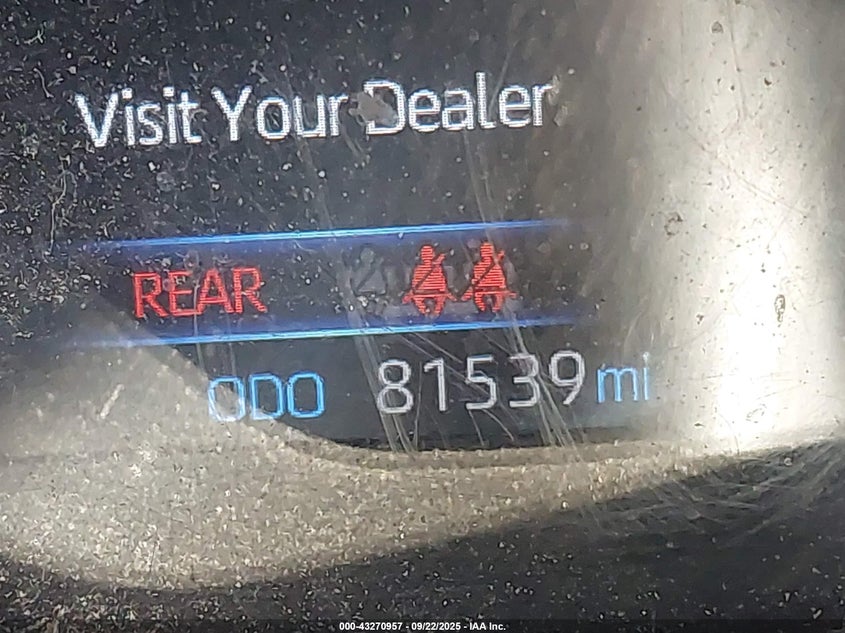 Visit Your Dealer
REAR
ODO 81539 mi
000-43270957 - 09/22/2025 - IAA Inc.